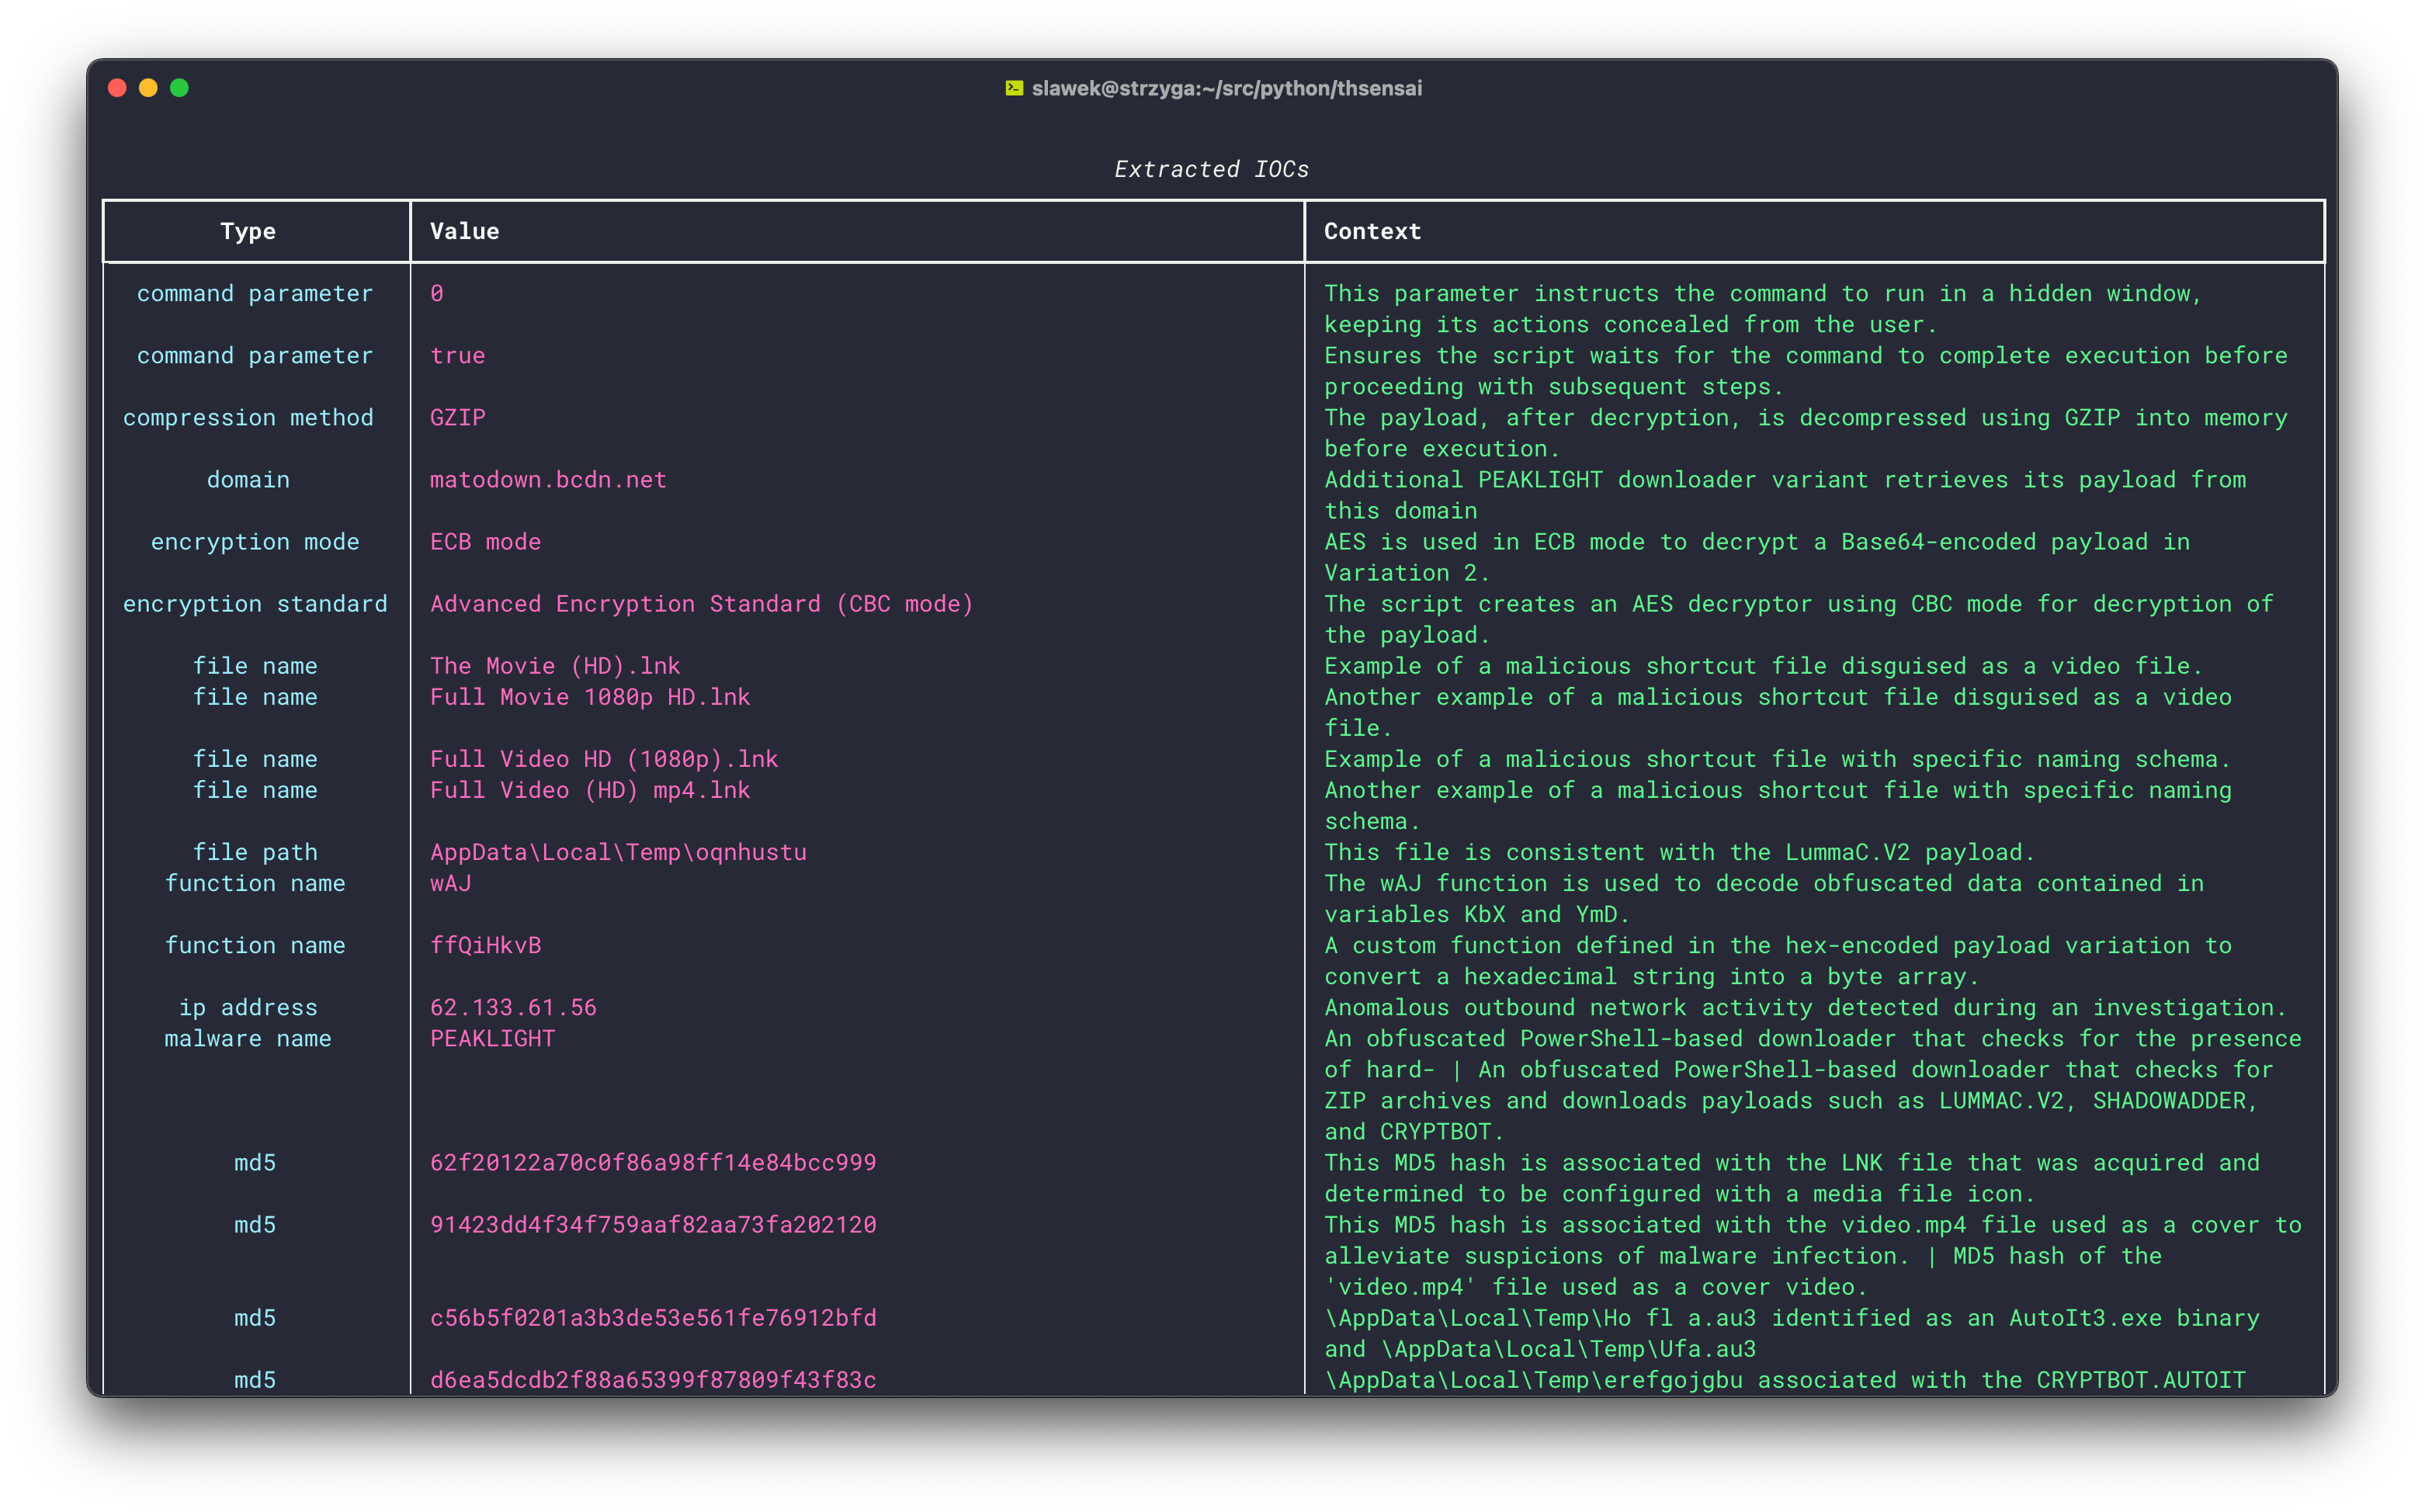 slawek@strzyga:~/src/python/thsensai
Extracted IOCs
Type Value Context
command parameter 0 This parameter instructs the command to run in a hidden window,
keeping its actions concealed from the user.
command parameter true Ensures the script waits for the command to complete execution before
proceeding with subsequent steps.
compression method GZIP The payload, after decryption, is decompressed using GZIP into memory
before execution.
domain matodown.bcdn.net Additional PEAKLIGHT downloader variant retrieves its payload from
this domain
encryption mode ECB mode AES is used in ECB mode to decrypt a Base64-encoded payload in
Variation 2.
encryption standard Advanced Encryption Standard (CBC mode) The script creates an AES decryptor using CBC mode for decryption of
the payload.
file name The Movie (HD).lnk Example of a malicious shortcut file disguised as a video file.
file name Full Movie 1080p HD.lnk Another example of a malicious shortcut file disguised as a video
file.
file name Full Video HD (1080p).lnk Example of a malicious shortcut file with specific naming schema.
file name Full Video (HD) mp4.lnk Another example of a malicious shortcut file with specific naming
schema.
file path AppData\Local\Temp\oqnhustu This file is consistent with the LummaC.V2 payload.
function name wAJ The wAJ function is used to decode obfuscated data contained in
variables KbX and YmD.
function name ffQiHkvB A custom function defined in the hex-encoded payload variation to
convert a hexadecimal string into a byte array.
ip address 62.133.61.56 Anomalous outbound network activity detected during an investigation.
malware name PEAKLIGHT An obfuscated PowerShell-based downloader that checks for the presence
of hard- | An obfuscated PowerShell-based downloader that checks for
ZIP archives and downloads payloads such as LUMMAC.V2, SHADOWADDER,
and CRYPTBOT.
md5 62f20122a70c0f86a98ff14e84bcc999 This MD5 hash is associated with the LNK file that was acquired and
determined to be configured with a media file icon.
md5 91423dd4f34f759aaf82aa73fa202120 This MD5 hash is associated with the video.mp4 file used as a cover to
alleviate suspicions of malware infection. | MD5 hash of the
'video.mp4' file used as a cover video.
md5 c56b5f0201a3b3de53e561fe76912bfd \AppData\Local\Temp\Ho fl a.au3 identified as an AutoIt3.exe binary
and \AppData\Local\Temp\Ufa.au3
md5 d6ea5dcdb2f88a65399f87809f43f83c \AppData\Local\Temp\erefgojgbu associated with the CRYPTBOT.AUTOIT